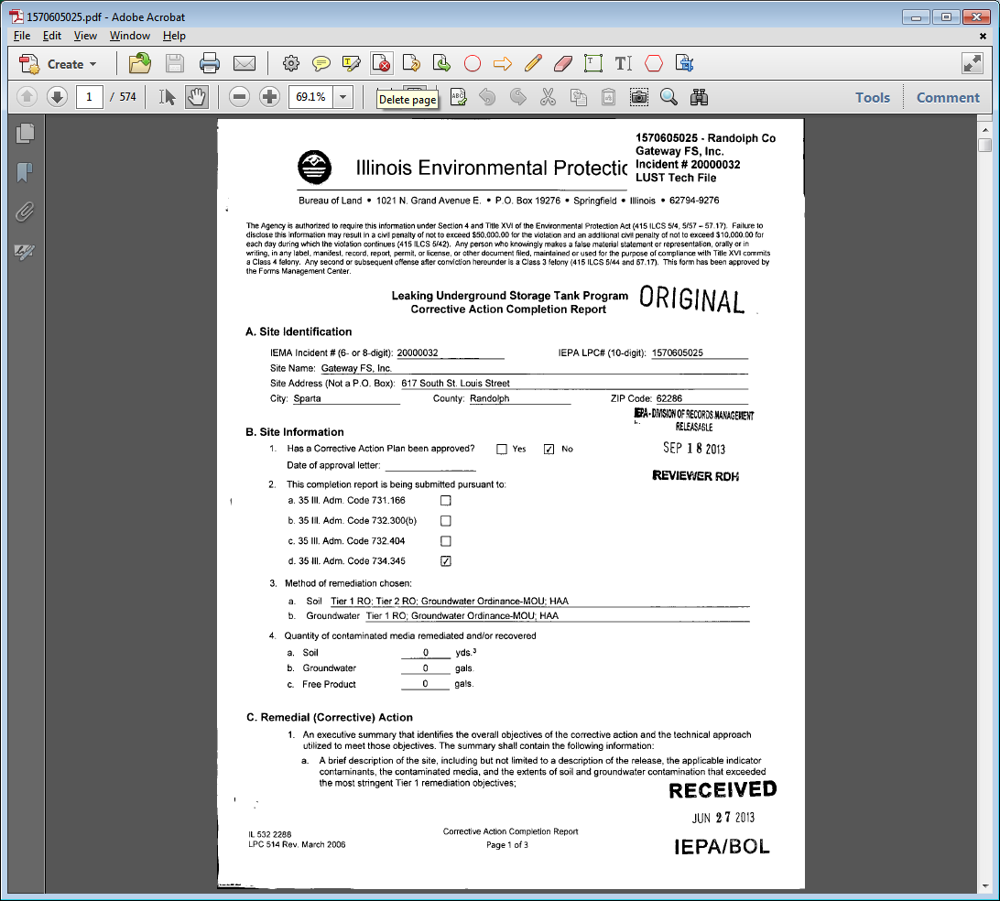 1570605025.pdf - Adobe Acrobat
File Edit View Window Help
Create
1 / 574 69.1% Tools Comment
Delete page
1570605025 - Randolph Co
Gateway FS, Inc.
Incident # 20000032
LUST Tech File
Illinois Environmental Protectic
Bureau of Land • 1021 N. Grand Avenue E. • P.O. Box 19276 • Springfield • Illinois • 62794-9276
The Agency is authorized to require this information under Section 4 and Title XVI of the Environmental Protection Act (415 ILCS 5/4, 5/57 – 57.17). Failure to
disclose this information may result in a civil penalty of not to exceed $50,000.00 for the violation and an additional civil penalty of not to exceed $10,000.00 for
each day during which the violation continues (415 ILCS 5/42). Any person who knowingly makes a false material statement or representation, orally or in
writing, in any label, manifest, record, report, permit, or license, or other document filed, maintained or used for the purpose of compliance with Title XVI commits
a Class 4 felony. Any second or subsequent offense after conviction hereunder is a Class 3 felony (415 ILCS 5/44 and 57.17). This form has been approved by
the Forms Management Center.
Leaking Underground Storage Tank Program
Corrective Action Completion Report
ORIGINAL
A. Site Identification
IEMA Incident # (6- or 8-digit): 20000032 IEPA LPC# (10-digit): 1570605025
Site Name: Gateway FS, Inc.
Site Address (Not a P.O. Box): 617 South St. Louis Street
City: Sparta County: Randolph ZIP Code: 62286
IEPA - DIVISION OF RECORDS MANAGEMENT
RELEASABLE
SEP 18 2013
REVIEWER RDH
B. Site Information
1. Has a Corrective Action Plan been approved? Yes No
Date of approval letter:
2. This completion report is being submitted pursuant to:
a. 35 Ill. Adm. Code 731.166
b. 35 Ill. Adm. Code 732.300(b)
c. 35 Ill. Adm. Code 732.404
d. 35 Ill. Adm. Code 734.345
3. Method of remediation chosen:
a. Soil Tier 1 RO; Tier 2 RO; Groundwater Ordinance-MOU; HAA
b. Groundwater Tier 1 RO; Groundwater Ordinance-MOU; HAA
4. Quantity of contaminated media remediated and/or recovered
a. Soil 0 yds.³
b. Groundwater 0 gals.
c. Free Product 0 gals.
C. Remedial (Corrective) Action
1. An executive summary that identifies the overall objectives of the corrective action and the technical approach
utilized to meet those objectives. The summary shall contain the following information:
a. A brief description of the site, including but not limited to a description of the release, the applicable indicator
contaminants, the contaminated media, and the extents of soil and groundwater contamination that exceeded
the most stringent Tier 1 remediation objectives;
RECEIVED
JUN 27 2013
IEPA/BOL
IL 532 2288
LPC 514 Rev. March 2006
Corrective Action Completion Report
Page 1 of 3